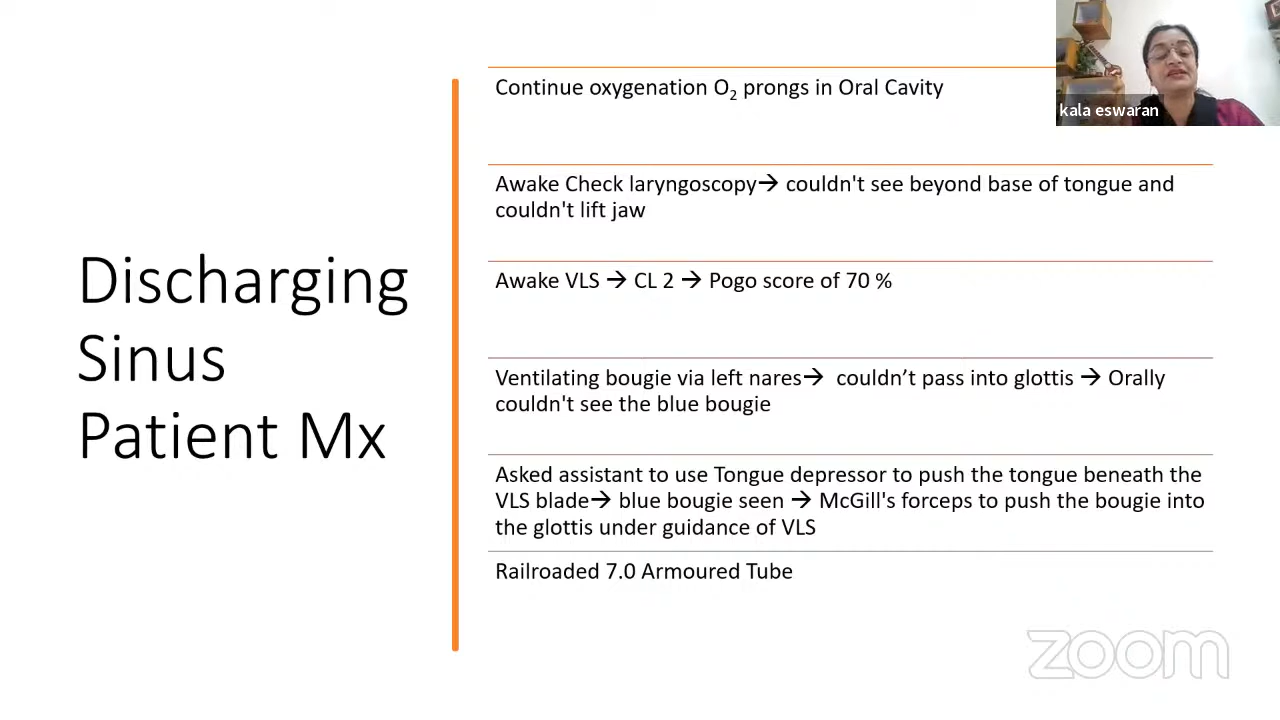 Discharging
Sinus
Patient Mx
Continue oxygenation O₂ prongs in Oral Cavity
Awake Check laryngoscopy→ couldn't see beyond base of tongue and
couldn't lift jaw
Awake VLS → CL 2 → Pogo score of 70 %
Ventilating bougie via left nares→ couldn’t pass into glottis → Orally
couldn't see the blue bougie
Asked assistant to use Tongue depressor to push the tongue beneath the
VLS blade→ blue bougie seen → McGill's forceps to push the bougie into
the glottis under guidance of VLS
Railroaded 7.0 Armoured Tube
kala eswaran
zoom